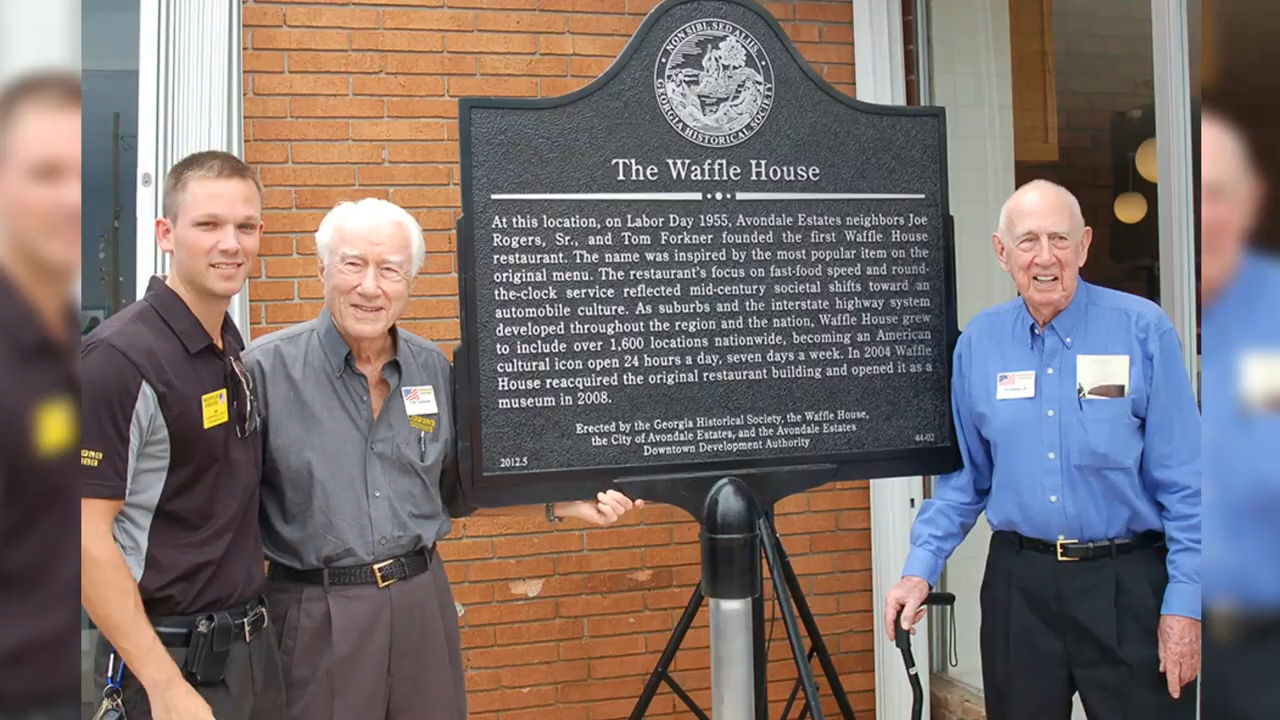 NON SIBI, SED ALIIS.
GEORGIA HISTORICAL SOCIETY
The Waffle House
At this location, on Labor Day 1955, Avondale Estates neighbors Joe
Rogers, Sr., and Tom Forkner founded the first Waffle House
restaurant. The name was inspired by the most popular item on the
original menu. The restaurant's focus on fast-food speed and round-
the-clock service reflected mid-century societal shifts toward an
automobile culture. As suburbs and the interstate highway system
developed throughout the region and the nation, Waffle House grew
to include over 1,600 locations nationwide, becoming an American
cultural icon open 24 hours a day, seven days a week. In 2004 Waffle
House reacquired the original restaurant building and opened it as a
museum in 2008.
Erected by the Georgia Historical Society, the Waffle House,
the City of Avondale Estates, and the Avondale Estates
Downtown Development Authority
2012.5
44-02